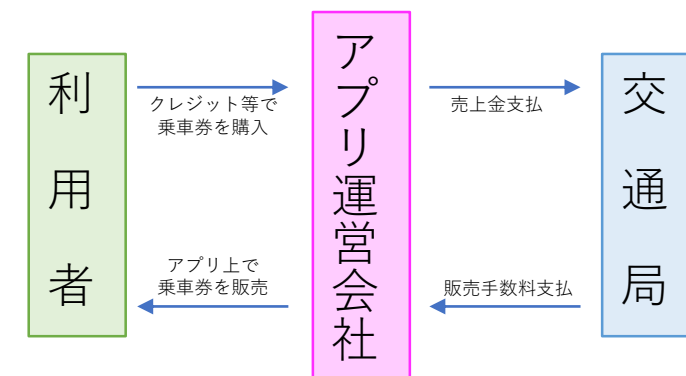 利用者
クレジット等で
乗車券を購入
アプリ上で
乗車券を販売
アプリ運営会社
売上金支払
販売手数料支払
交通局